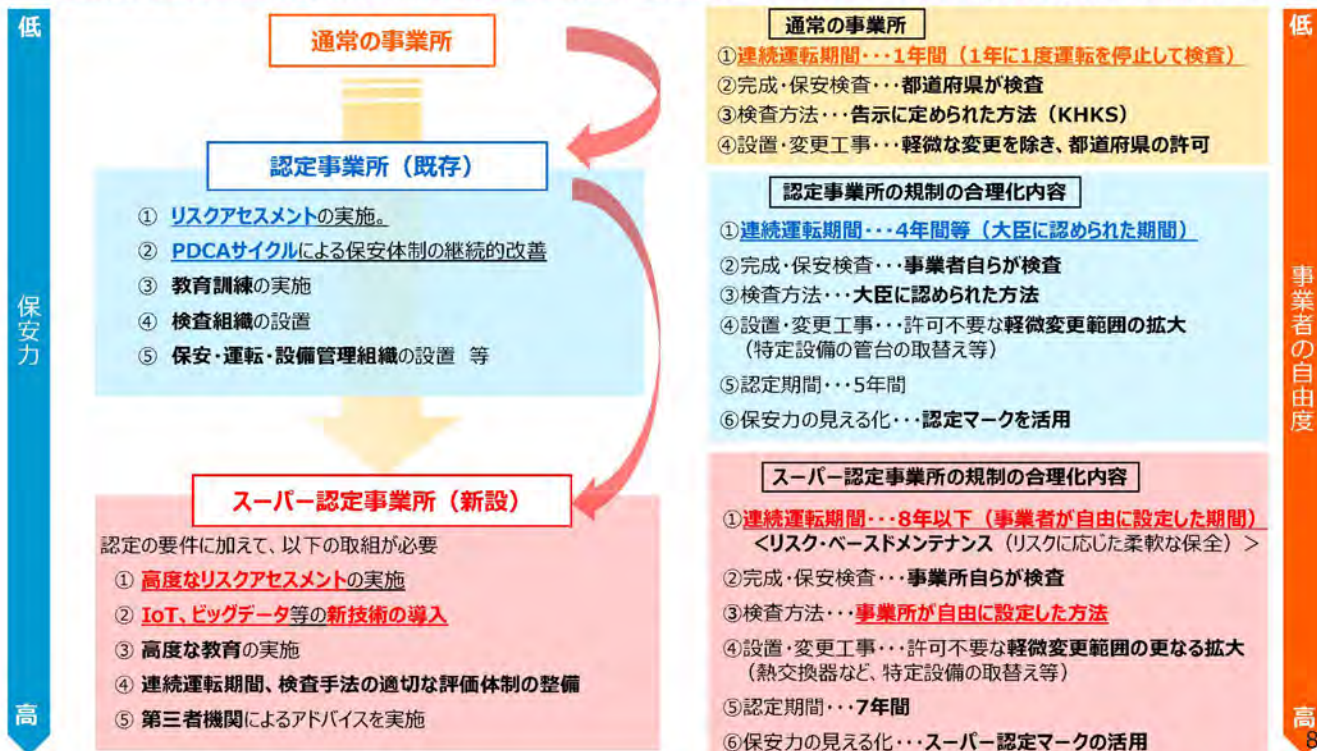 低
保安力
高
通常の事業所
認定事業所（既存）
① リスクアセスメントの実施。
② PDCAサイクルによる保安体制の継続的改善
③ 教育訓練の実施
④ 検査組織の設置
⑤ 保安・運転・設備管理組織の設置 等
スーパー認定事業所（新設）
認定の要件に加えて、以下の取組が必要
① 高度なリスクアセスメントの実施
② IoT、ビッグデータ等の新技術の導入
③ 高度な教育の実施
④ 連続運転期間、検査手法の適切な評価体制の整備
⑤ 第三者機関によるアドバイスを実施
通常の事業所
①連続運転期間・・・1年間（1年に1度運転を停止して検査）
②完成・保安検査・・・都道府県が検査
③検査方法・・・告示に定められた方法（KHKS）
④設置・変更工事・・・軽微な変更を除き、都道府県の許可
認定事業所の規制の合理化内容
①連続運転期間・・・4年間等（大臣に認められた期間）
②完成・保安検査・・・事業者自らが検査
③検査方法・・・大臣に認められた方法
④設置・変更工事・・・許可不要な軽微変更範囲の拡大
（特定設備の管台の取替え等）
⑤認定期間・・・5年間
⑥保安力の見える化・・・認定マークを活用
スーパー認定事業所の規制の合理化内容
①連続運転期間・・・8年以下（事業者が自由に設定した期間）
＜リスク・ベースドメンテナンス（リスクに応じた柔軟な保全）＞
②完成・保安検査・・・事業所自らが検査
③検査方法・・・事業所が自由に設定した方法
④設置・変更工事・・・許可不要な軽微変更範囲の更なる拡大
（熱交換器など、特定設備の取替え等）
⑤認定期間・・・7年間
⑥保安力の見える化・・・スーパー認定マークの活用
低
事業者の自由度
高
8